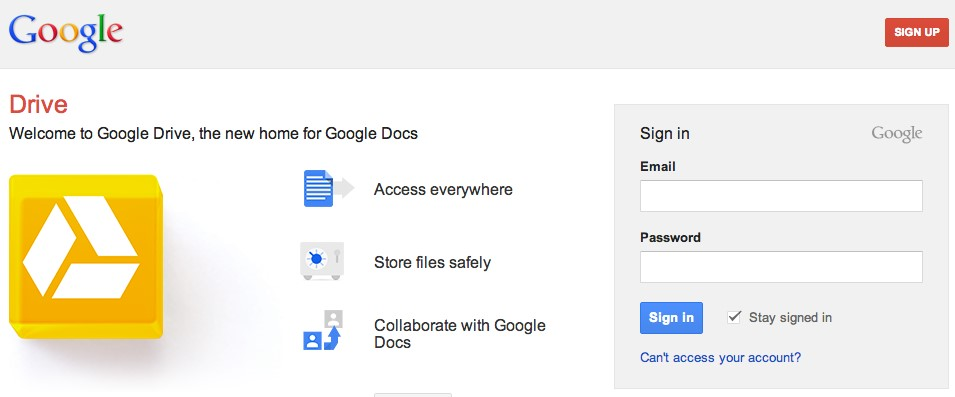 Google
SIGN UP
Drive
Welcome to Google Drive, the new home for Google Docs
Access everywhere
Store files safely
Collaborate with Google
Docs
Sign in
Google
Email
Password
Sign in
Stay signed in
Can't access your account?